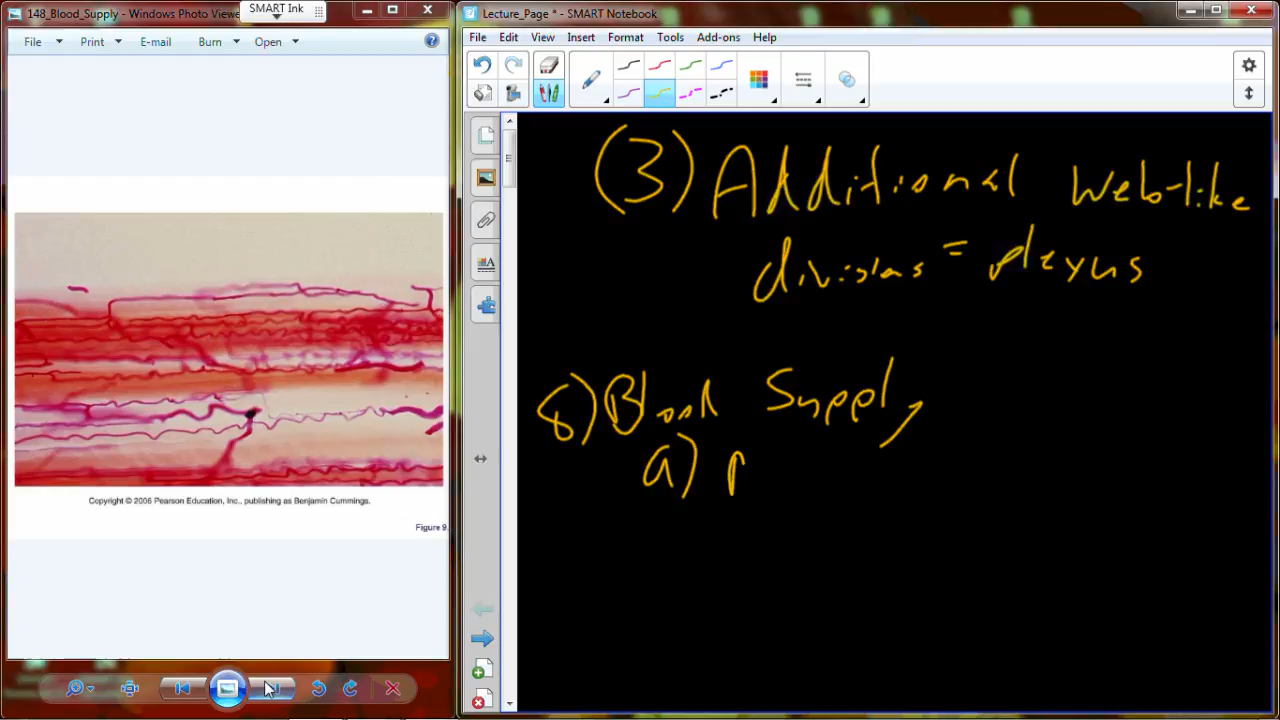 148_Blood_Supply - Windows Photo Viewe
SMART Ink
File Print E-mail Burn Open
Copyright © 2006 Pearson Education, Inc., publishing as Benjamin Cummings.
Figure 9.
Lecture_Page * - SMART Notebook
File Edit View Insert Format Tools Add-ons Help
(3) Additional Web-like
divisions = plexus
8) Blood Supply
a)